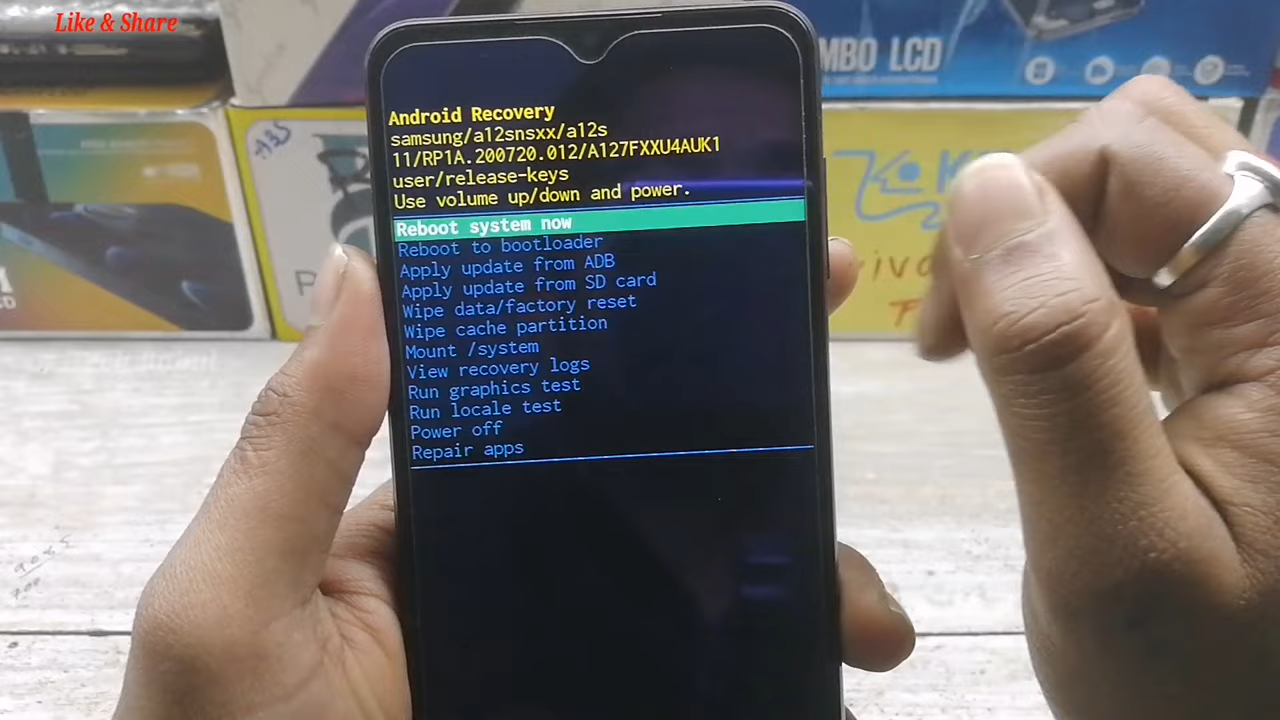 Like & Share
MBO LCD
A35
Android Recovery
samsung/a12snsxx/a12s
11/RP1A.200720.012/A127FXXU4AUK1
user/release-keys
Use volume up/down and power.
Reboot system now
Reboot to bootloader
Apply update from ADB
Apply update from SD card
Wipe data/factory reset
Wipe cache partition
Mount /system
View recovery logs
Run graphics test
Run locale test
Power off
Repair apps